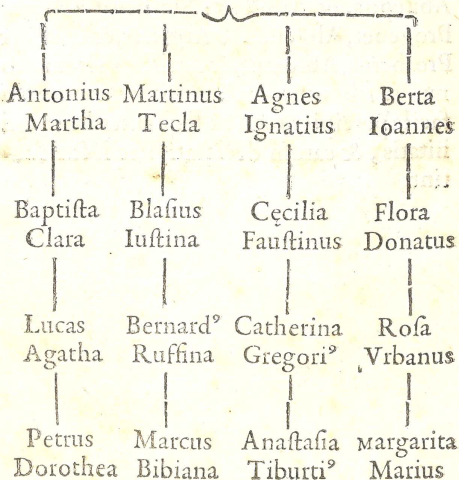 Antonius Martinus Agnes Berta
Martha Tecla Ignatius Ioannes
Baptiſta Blaſius Cęcilia Flora
Clara Iuſtina Fauſtinus Donatus
Lucas Bernardꝰ Catherina Roſa
Agatha Ruffina Gregoriꝰ Vrbanus
Petrus Marcus Anaſtaſia Margarita
Dorothea Bibiana Tiburtiꝰ Marius